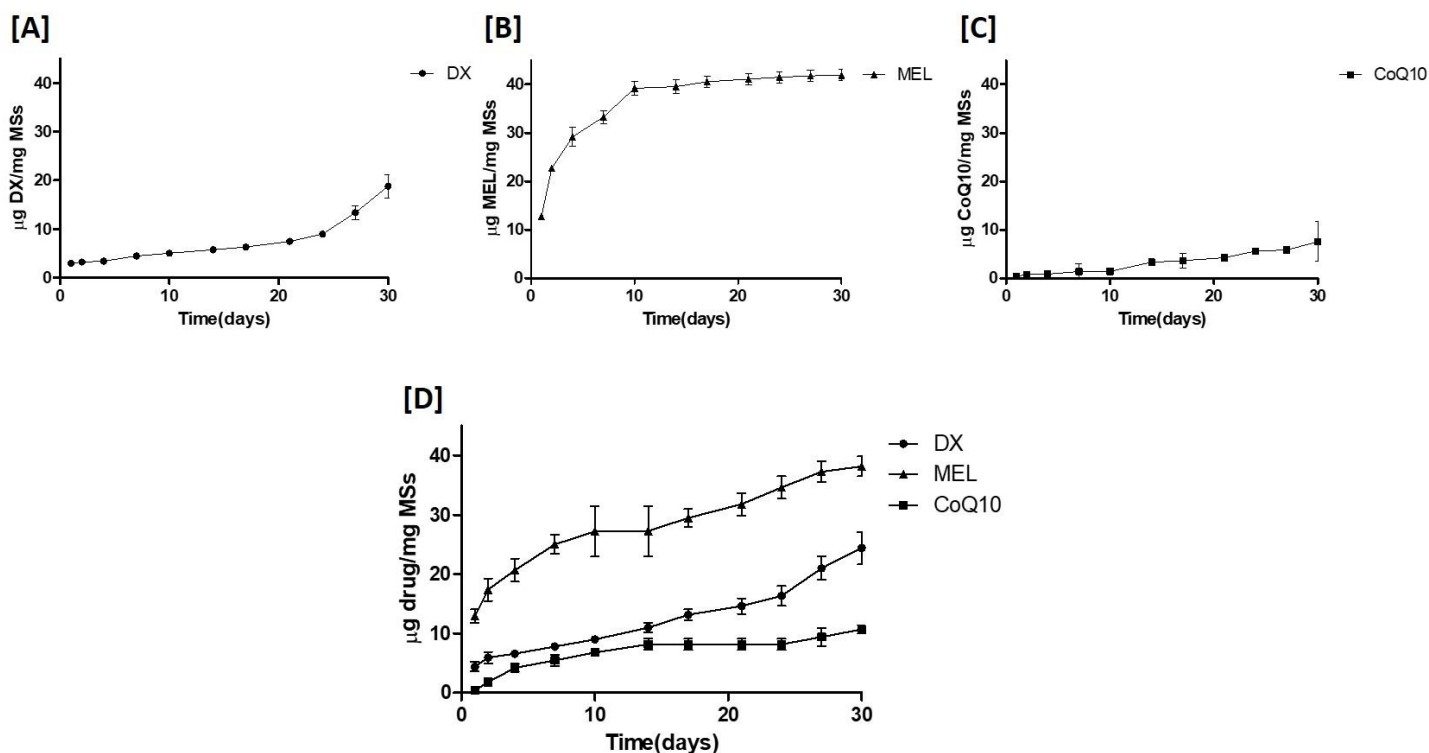 [A]
μg DX/mg MSs
40
30
20
10
0
0 10 20 30
Time(days)
DX
[B]
μg MEL/mg MSs
40
30
20
10
0
0 10 20 30
Time(days)
MEL
[C]
μg CoQ10/mg MSs
40
30
20
10
0
0 10 20 30
Time(days)
CoQ10
[D]
μg drug/mg MSs
40
30
20
10
0
0 10 20 30
Time(days)
DX
MEL
CoQ10